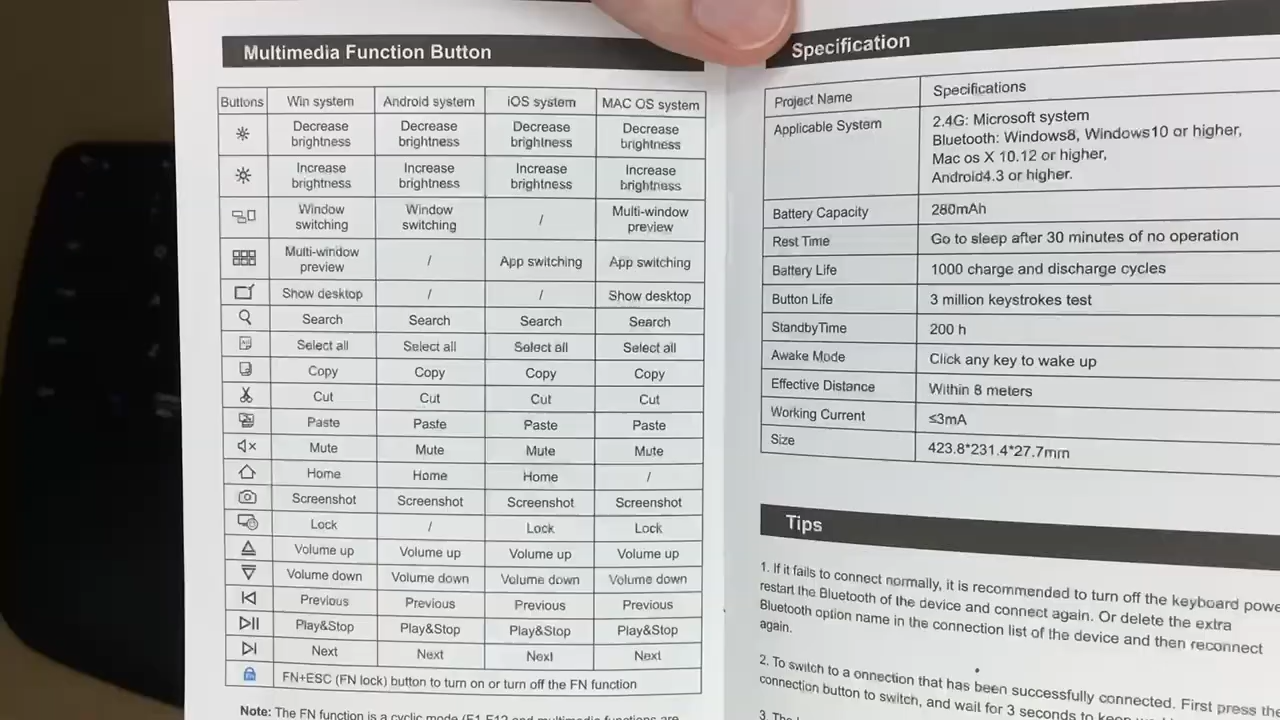 Multimedia Function Button
Buttons Win system Android system iOS system MAC OS system
Decrease brightness Decrease brightness Decrease brightness Decrease brightness
Increase brightness Increase brightness Increase brightness Increase brightness
Window switching Window switching / Multi-window preview
Multi-window preview / App switching App switching
Show desktop / / Show desktop
Search Search Search Search
Select all Select all Select all Select all
Copy Copy Copy Copy
Cut Cut Cut Cut
Paste Paste Paste Paste
Mute Mute Mute Mute
Home Home Home /
Screenshot Screenshot Screenshot Screenshot
Lock / Lock Lock
Volume up Volume up Volume up Volume up
Volume down Volume down Volume down Volume down
Previous Previous Previous Previous
Play&Stop Play&Stop Play&Stop Play&Stop
Next Next Next Next
FN+ESC (FN lock) button to turn on or turn off the FN function
Note: The FN function is a cyclic mode (F1-F12 and multimedia functions are
Specification
Project Name Specifications
Applicable System 2.4G: Microsoft system
Bluetooth: Windows8, Windows10 or higher,
Mac os X 10.12 or higher,
Android4.3 or higher.
Battery Capacity 280mAh
Rest Time Go to sleep after 30 minutes of no operation
Battery Life 1000 charge and discharge cycles
Button Life 3 million keystrokes test
StandbyTime 200 h
Awake Mode Click any key to wake up
Effective Distance Within 8 meters
Working Current ≤3mA
Size 423.8*231.4*27.7mm
Tips
1. If it fails to connect normally, it is recommended to turn off the keyboard powe
restart the Bluetooth of the device and connect again. Or delete the extra
Bluetooth option name in the connection list of the device and then reconnect
again.
2. To switch to a onnection that has been successfully connected. First press the
connection button to switch, and wait for 3 seconds to keep
3. The